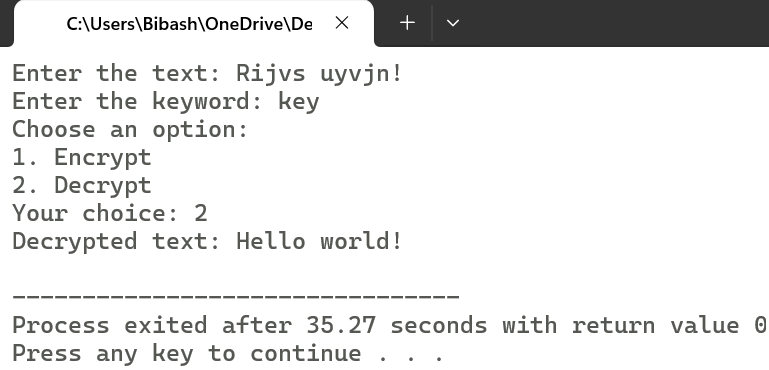 C:\Users\Bibash\OneDrive\De
Enter the text: Rijvs uyvjn!
Enter the keyword: key
Choose an option:
1. Encrypt
2. Decrypt
Your choice: 2
Decrypted text: Hello world!
--------------------------------
Process exited after 35.27 seconds with return value 0
Press any key to continue . . .